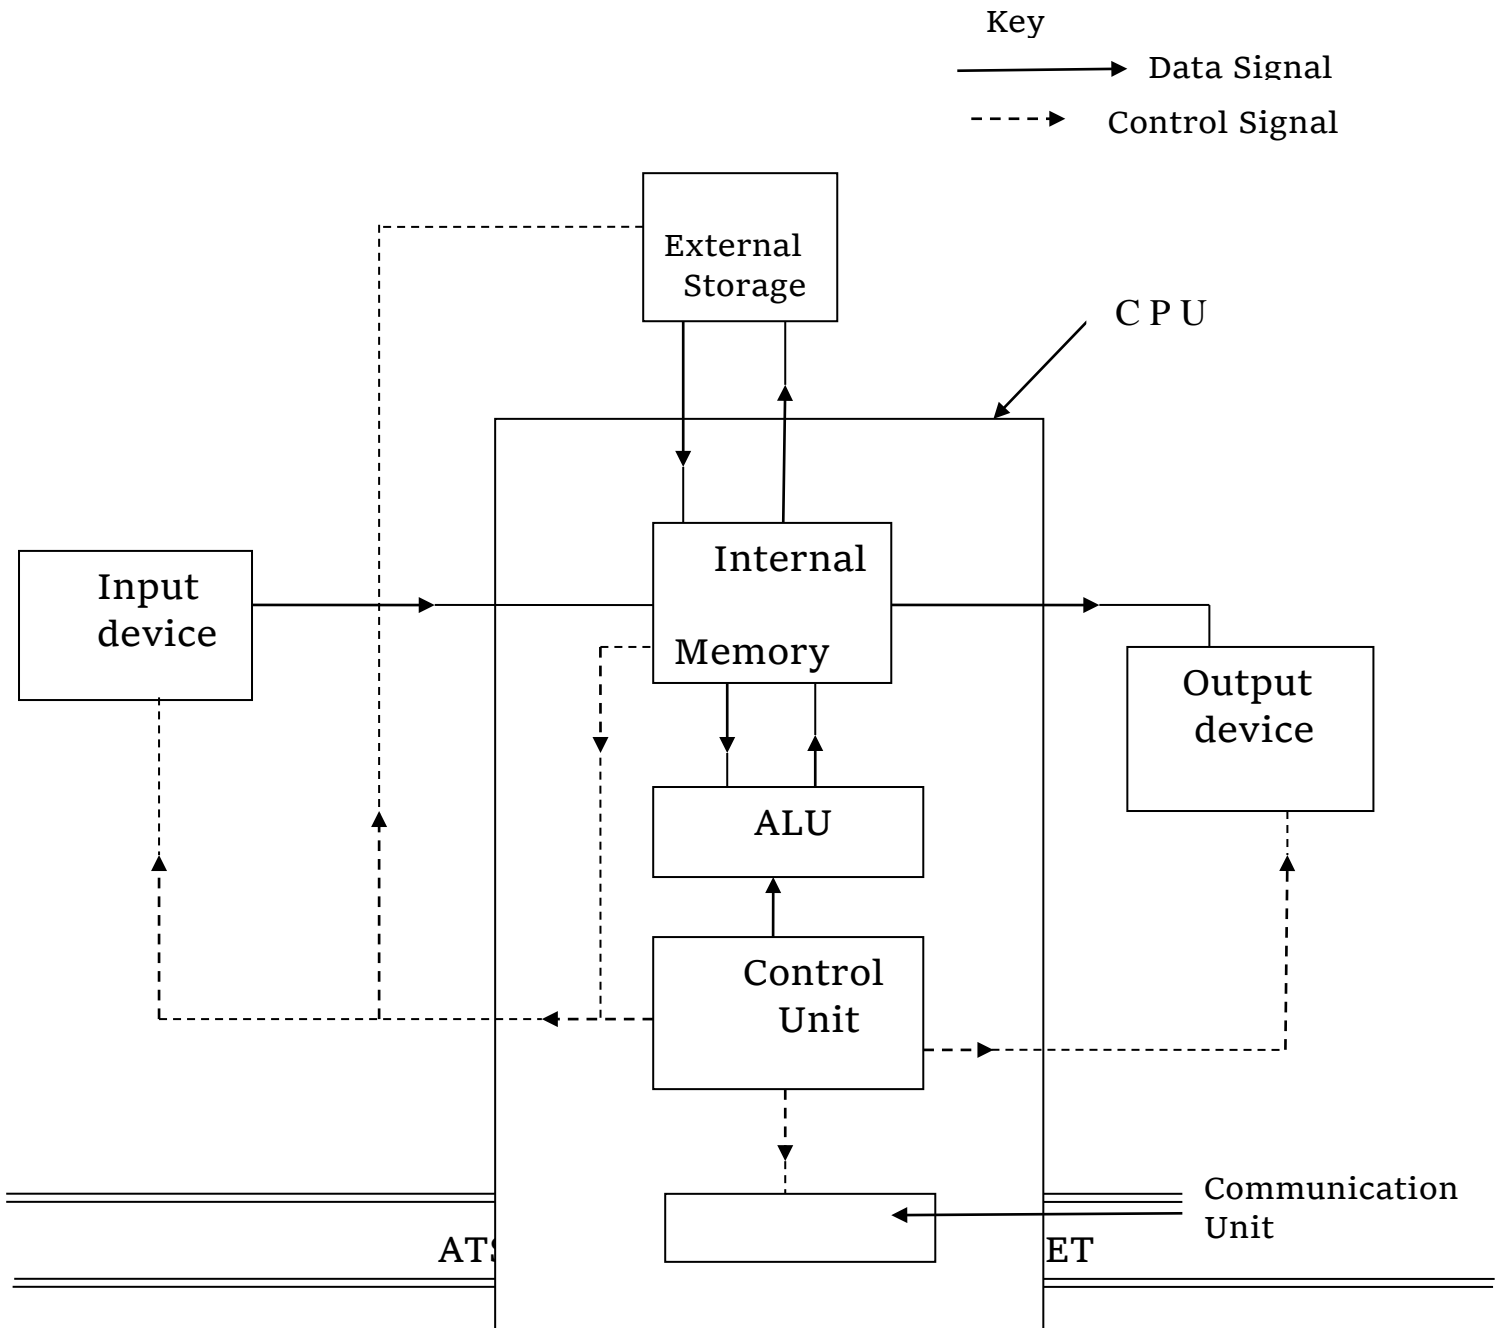 Key
Data Signal
Control Signal
External
Storage
C P U
Internal
Memory
Input
device
Output
device
ALU
Control
Unit
Communication
Unit
ET